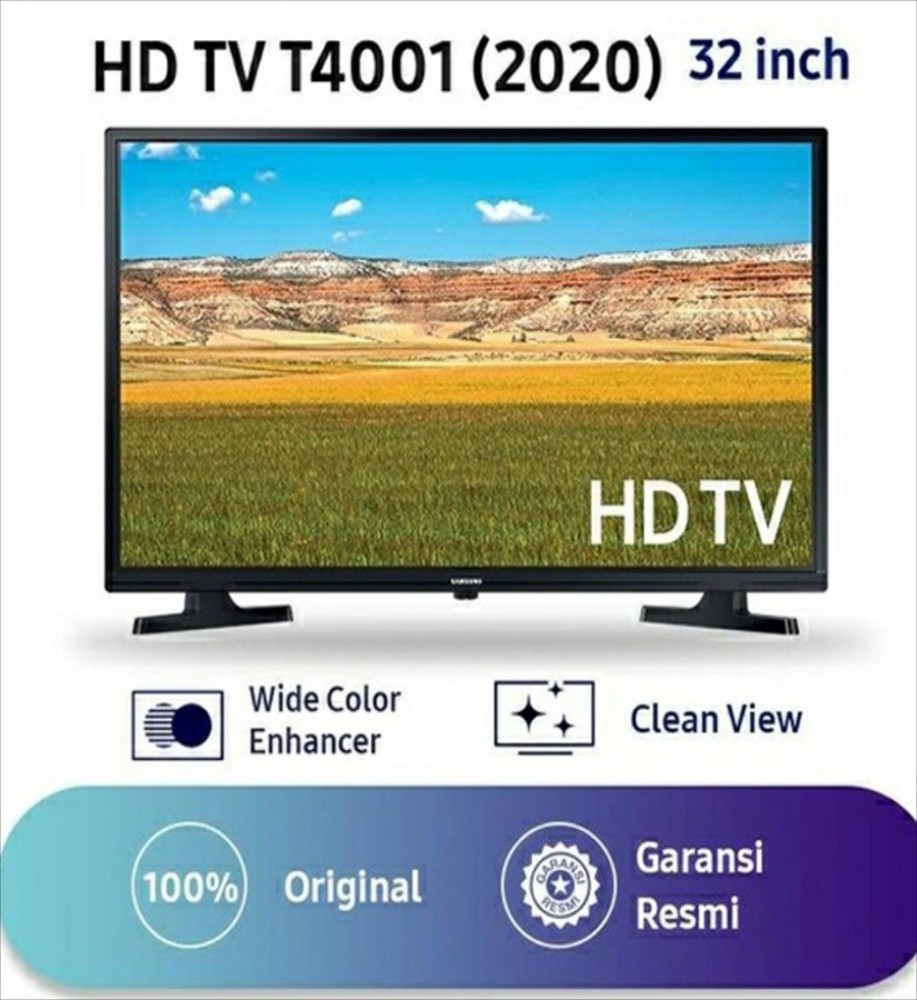 HD TV T4001 (2020) 32 inch
HD TV
SAMSUNG
Wide Color
Enhancer
Clean View
100%
Original
GARANSI
RESMI
Garansi
Resmi